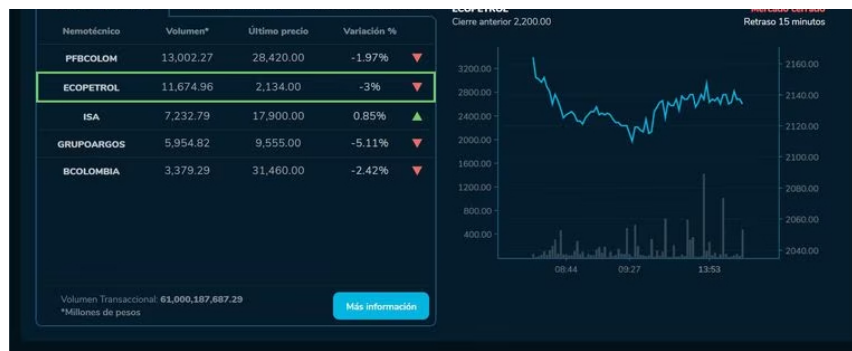 ECOPETROL
Mercado cerrado
Cierre anterior 2,200.00
Retraso 15 minutos
Nemotécnico Volumen* Último precio Variación %
PFBCOLOM 13,002.27 28,420.00 -1.97%
ECOPETROL 11,674.96 2,134.00 -3%
ISA 7,232.79 17,900.00 0.85%
GRUPOARGOS 5,954.82 9,555.00 -5.11%
BCOLOMBIA 3,379.29 31,460.00 -2.42%
Volumen Transaccional: 61,000,187,687.29
*Millones de pesos
Más información
3200.00
2800.00
2400.00
2000.00
1600.00
1200.00
800.00
400.00
2160.00
2140.00
2120.00
2100.00
2080.00
2060.00
2040.00
08:44 09:27 13:53